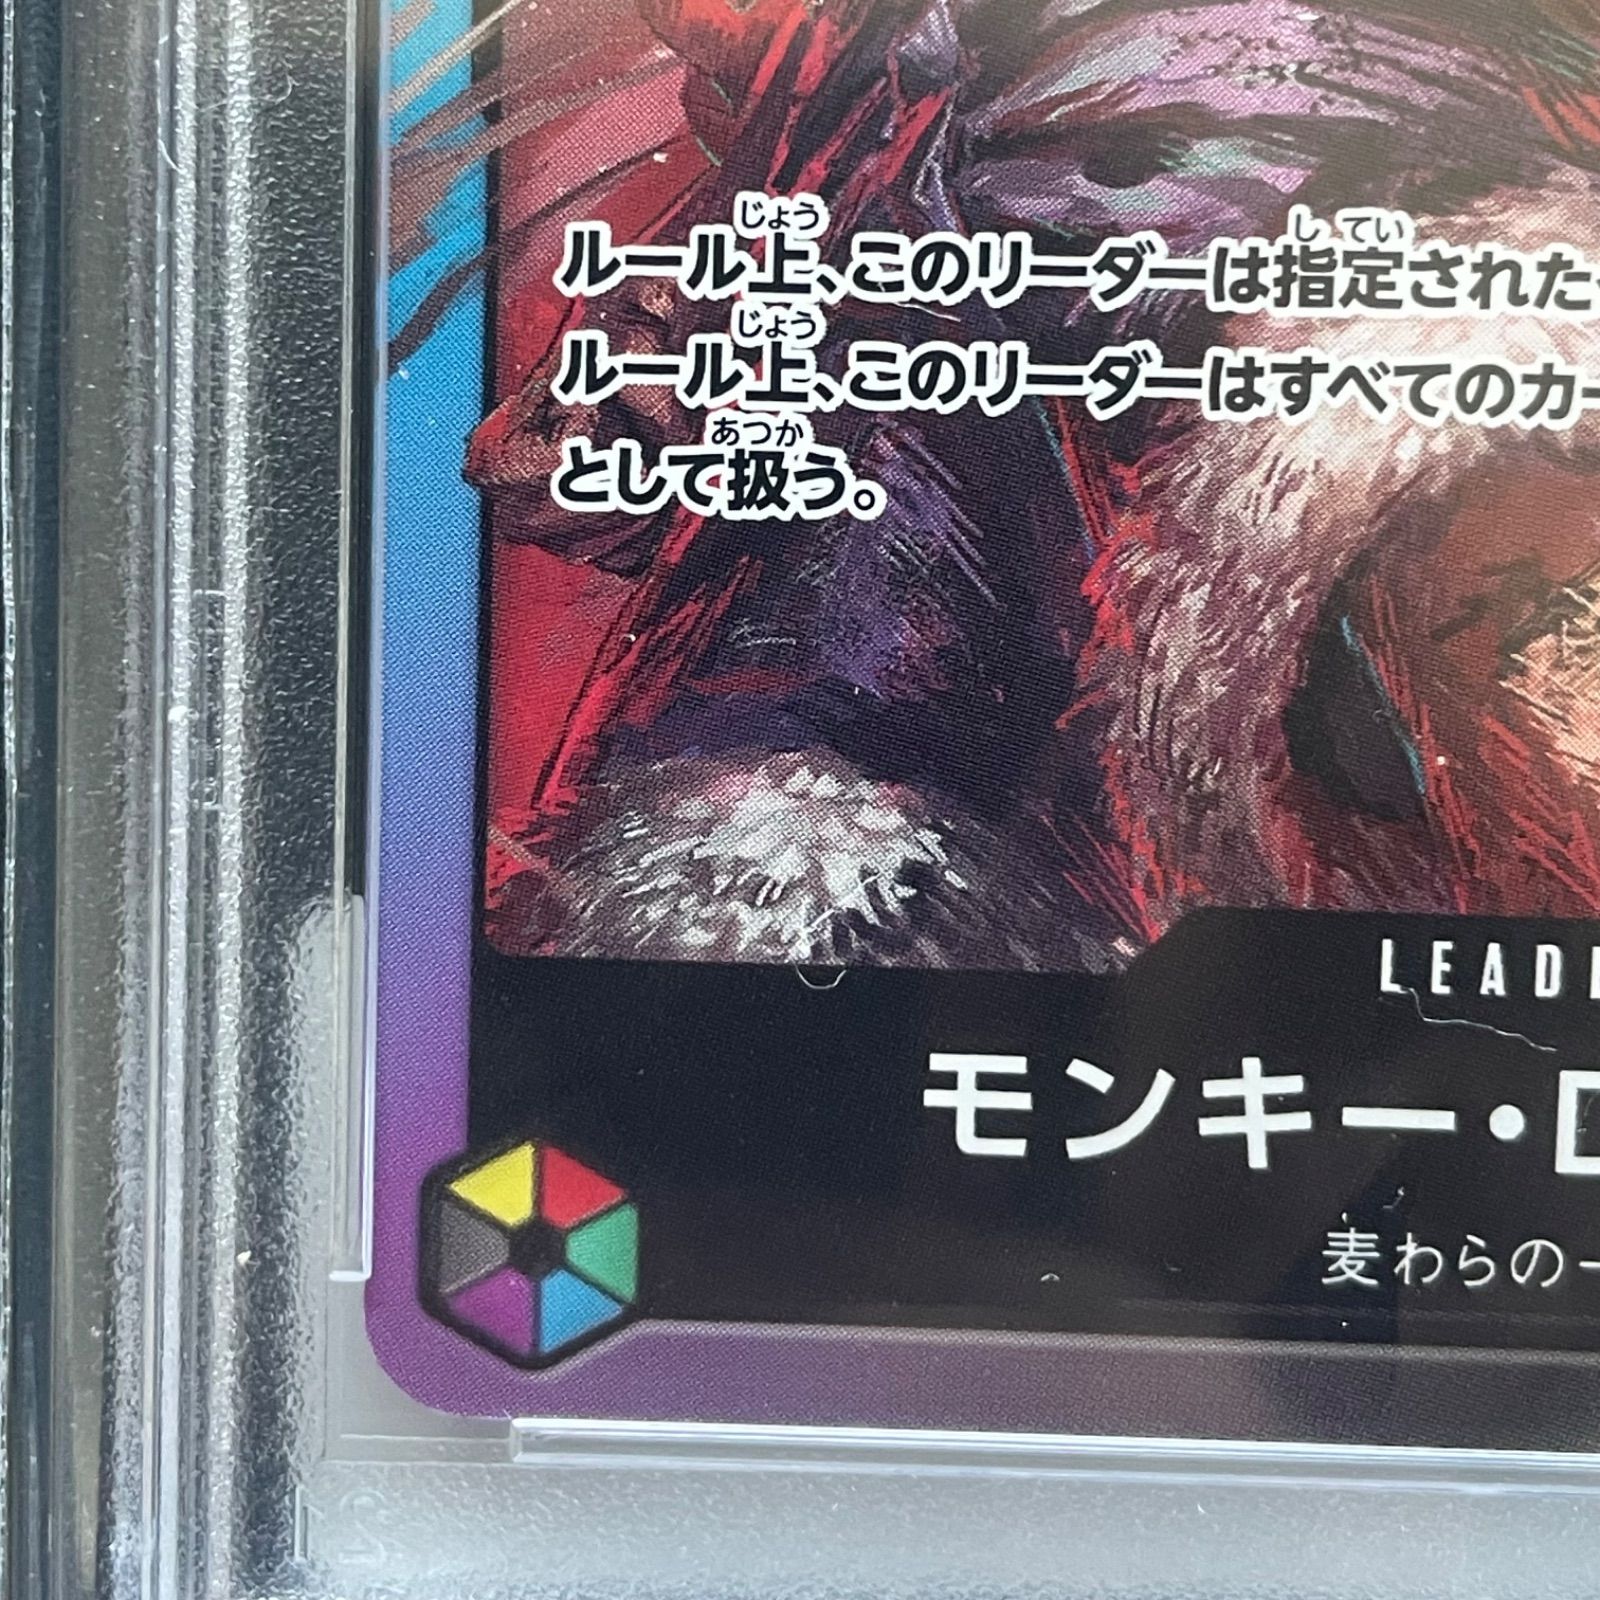 ルール上、このリーダーは指定された
ルール上、このリーダーはすべてのカー
として扱う。
LEAD
モンキー・
麦わらの